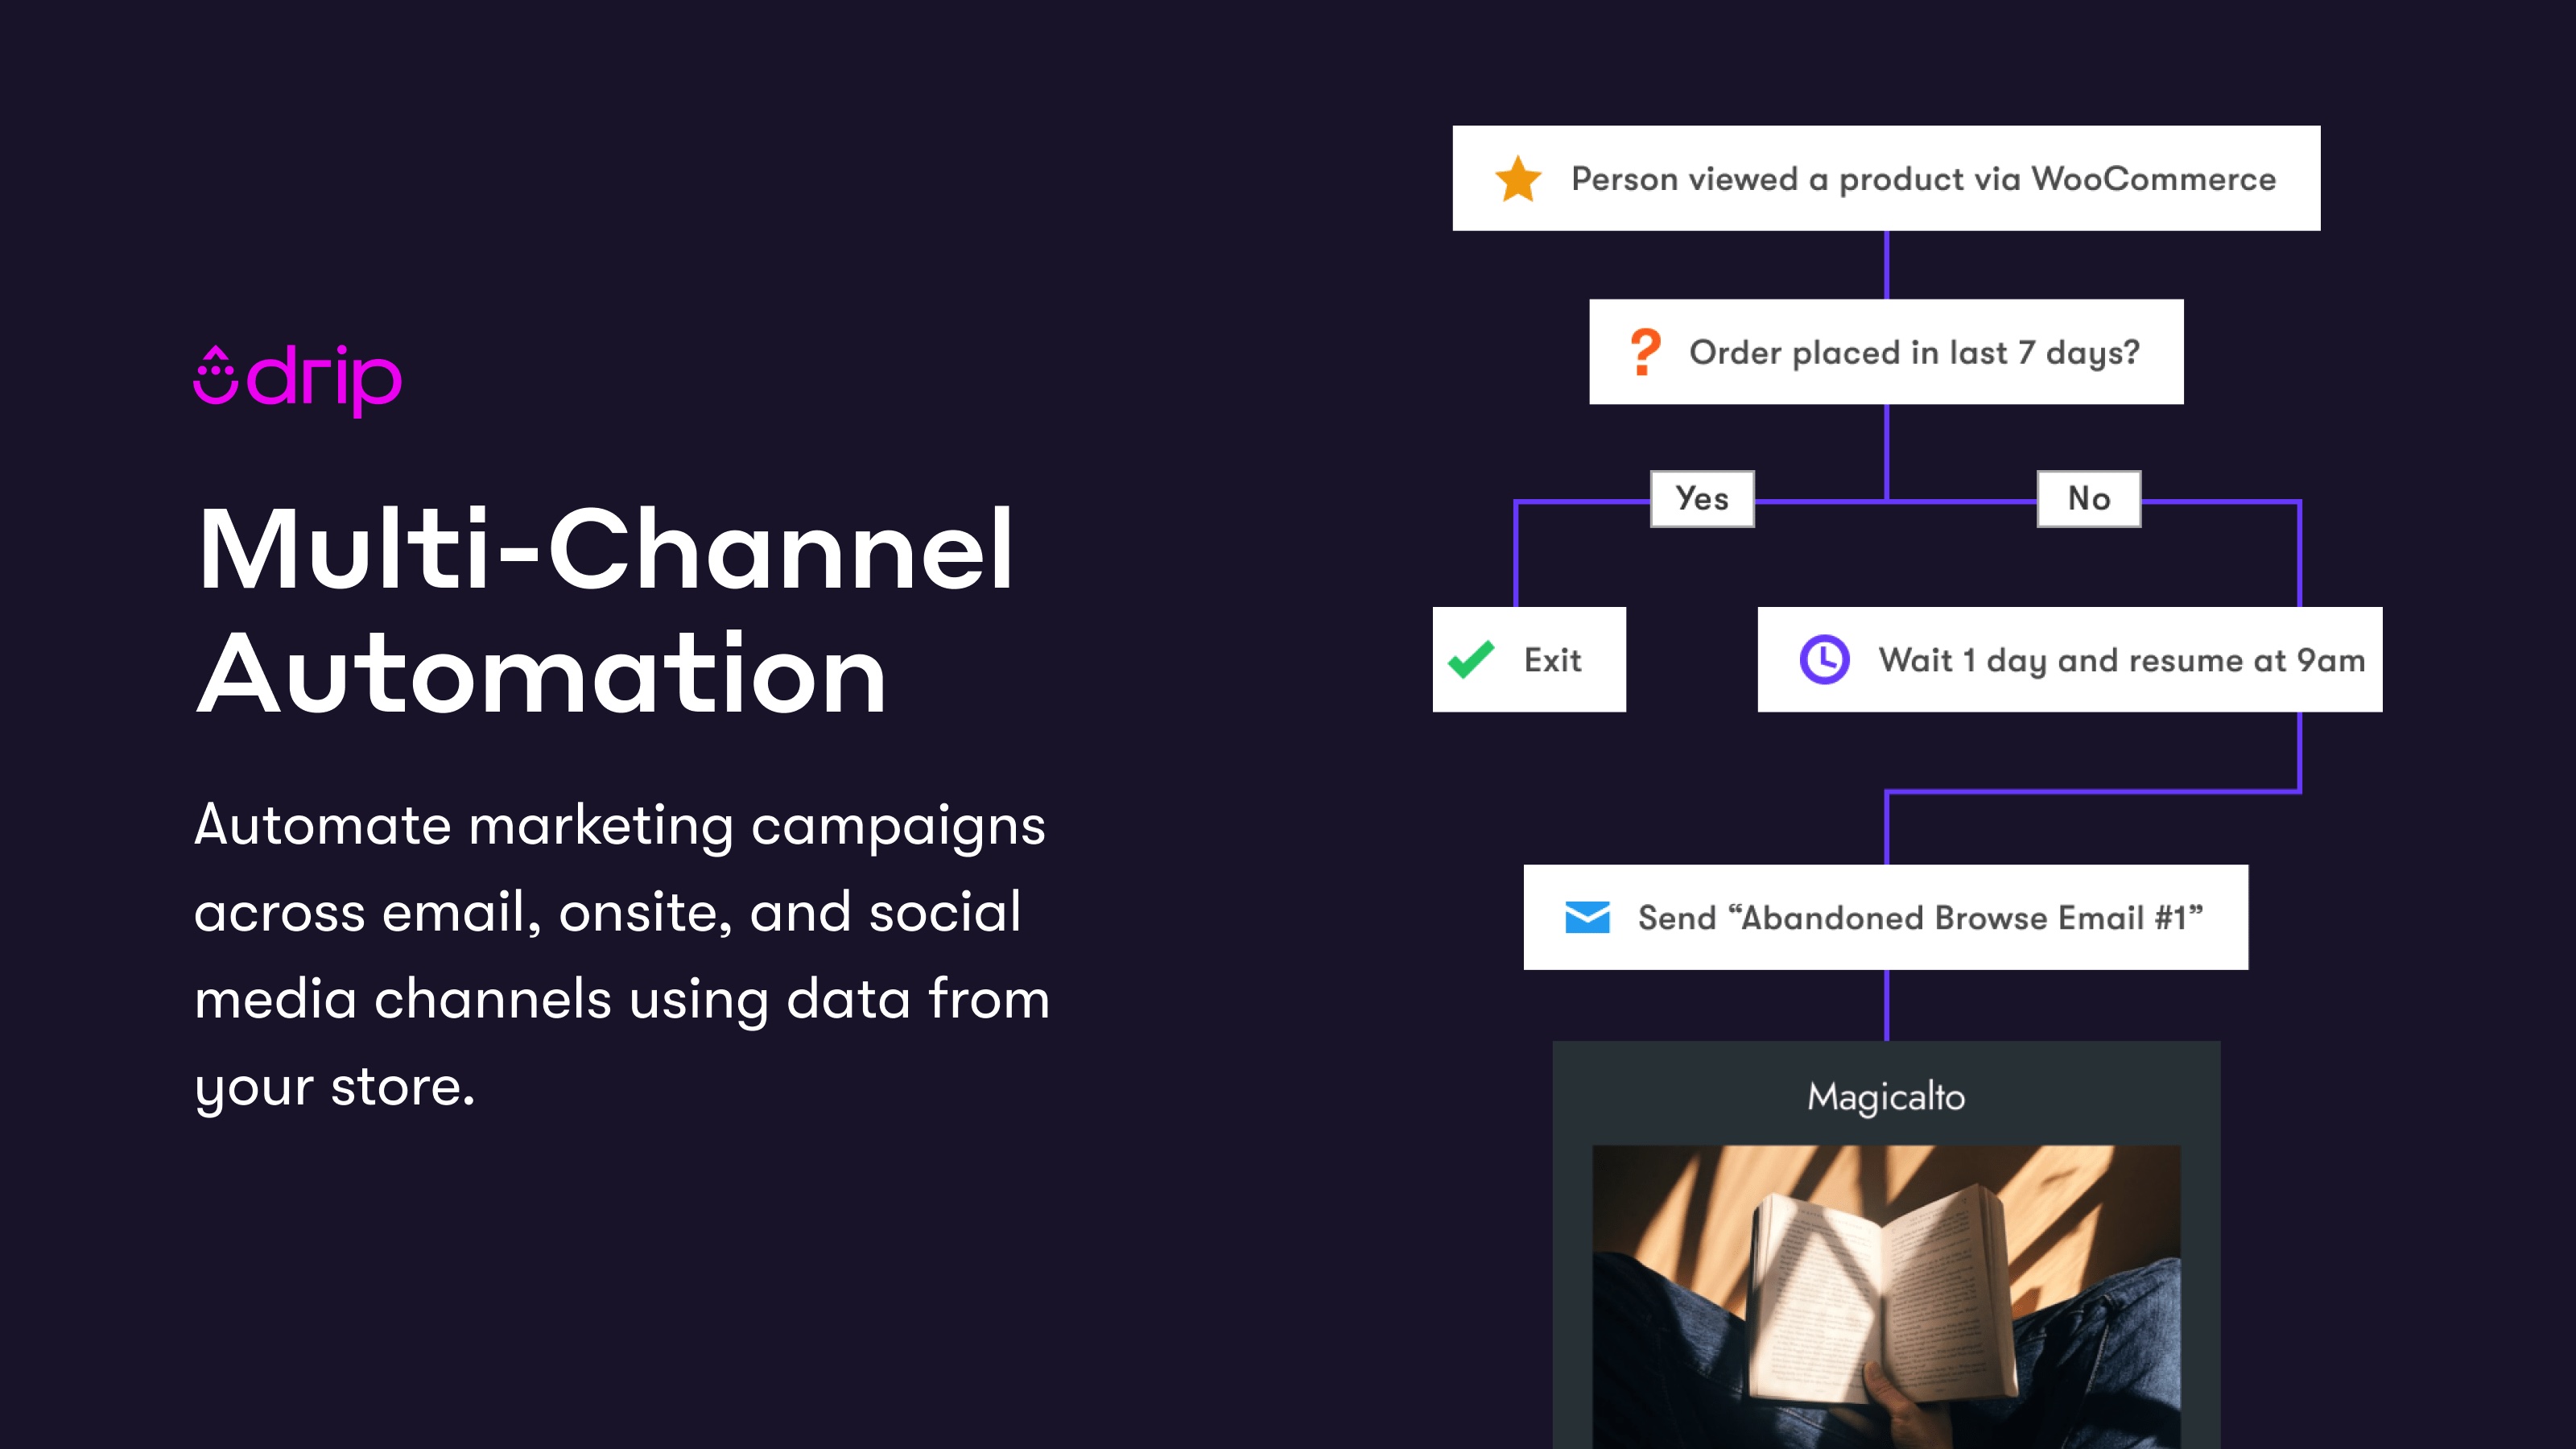 drip
Multi-Channel
Automation
Automate marketing campaigns
across email, onsite, and social
media channels using data from
your store.
Person viewed a product via WooCommerce
? Order placed in last 7 days?
Yes
No
Exit
Wait 1 day and resume at 9am
Send “Abandoned Browse Email #1”
Magicalto